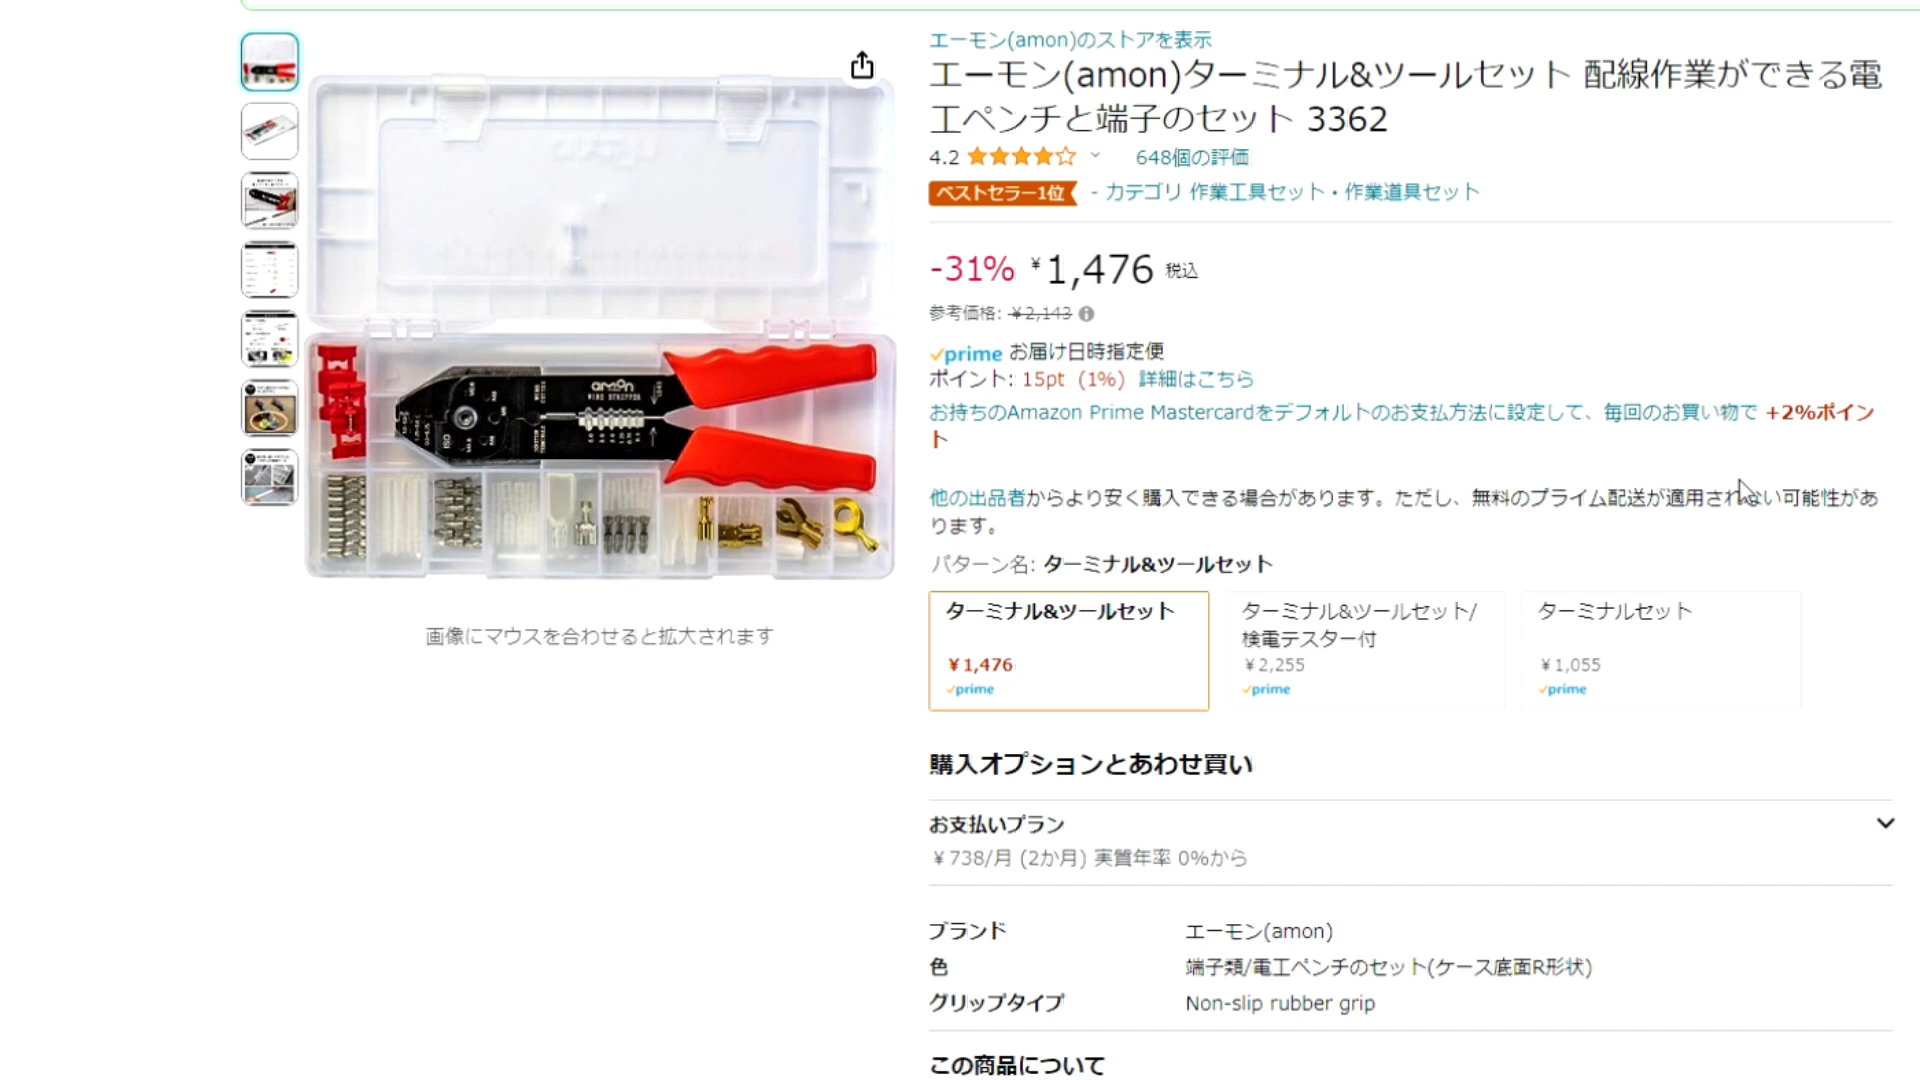 エーモン(amon)のストアを表示
エーモン(amon)ターミナル&ツールセット 配線作業ができる電
工ペンチと端子のセット 3362
4.2
648個の評価
ベストセラー1位
- カテゴリ 作業工具セット・作業道具セット
-31% ¥1,476 税込
参考価格: ¥2,143
prime お届け日時指定便
ポイント: 15pt (1%) 詳細はこちら
お持ちのAmazon Prime Mastercardをデフォルトのお支払方法に設定して、毎回のお買い物で +2%ポイン
ト
他の出品者からより安く購入できる場合があります。ただし、無料のプライム配送が適用されない可能性があ
ります。
パターン名: ターミナル&ツールセット
ターミナル&ツールセット
¥1,476
prime
ターミナル&ツールセット/
検電テスター付
¥2,255
prime
ターミナルセット
¥1,055
prime
amon
WIRE STRIPPER
ISO
画像にマウスを合わせると拡大されます
購入オプションとあわせ買い
お支払いプラン
¥738/月 (2か月) 実質年率 0%から
ブランド エーモン(amon)
色 端子類/電工ペンチのセット(ケース底面R形状)
グリップタイプ Non-slip rubber grip
この商品について